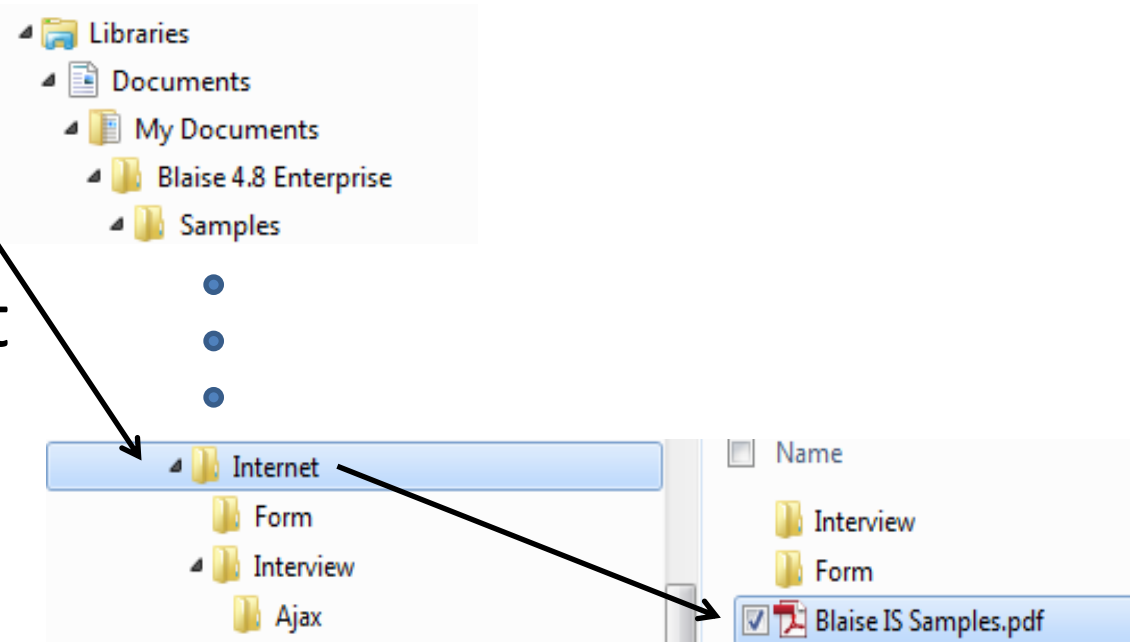 Libraries
Documents
My Documents
Blaise 4.8 Enterprise
Samples
t
Internet
Form
Interview
Ajax
Name
Interview
Form
Blaise IS Samples.pdf